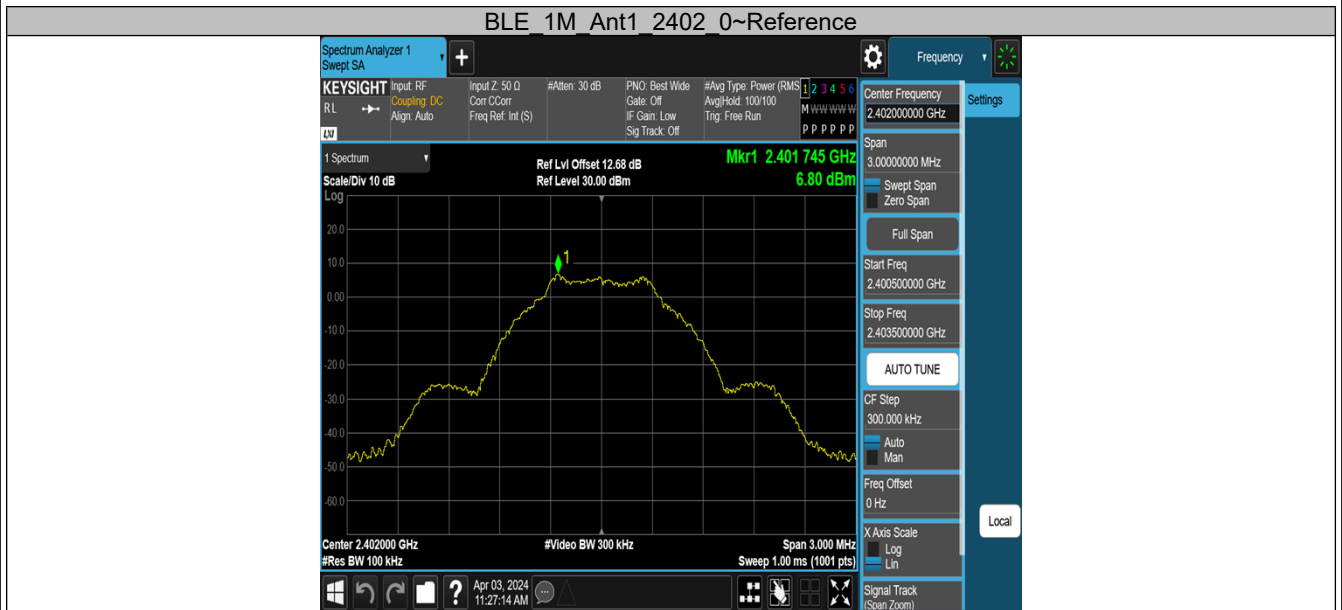 BLE_1M_Ant1_2402_0~Reference
Spectrum Analyzer 1
Swept SA
+
Frequency
KEYSIGHT
RL
LXI
Input: RF
Coupling: DC
Align: Auto
Input Z: 50 Ω
Corr CCorr
Freq Ref: Int (S)
#Atten: 30 dB
PNO: Best Wide
Gate: Off
IF Gain: Low
Sig Track: Off
#Avg Type: Power (RMS
Avg|Hold: 100/100
Trig: Free Run
1 2 3 4 5 6
M W W W W W
P P P P P P
1 Spectrum
Scale/Div 10 dB
Log
Ref Lvl Offset 12.68 dB
Ref Level 30.00 dBm
Mkr1 2.401 745 GHz
6.80 dBm
20.0
10.0
0.00
-10.0
-20.0
-30.0
-40.0
-50.0
-60.0
1
Center 2.402000 GHz
#Res BW 100 kHz
#Video BW 300 kHz
Span 3.000 MHz
Sweep 1.00 ms (1001 pts)
Center Frequency
2.402000000 GHz
Settings
Span
3.00000000 MHz
Swept Span
Zero Span
Full Span
Start Freq
2.400500000 GHz
Stop Freq
2.403500000 GHz
AUTO TUNE
CF Step
300.000 kHz
Auto
Man
Freq Offset
0 Hz
X Axis Scale
Log
Lin
Local
Signal Track
(Span Zoom)
?
Apr 03, 2024
11:27:14 AM